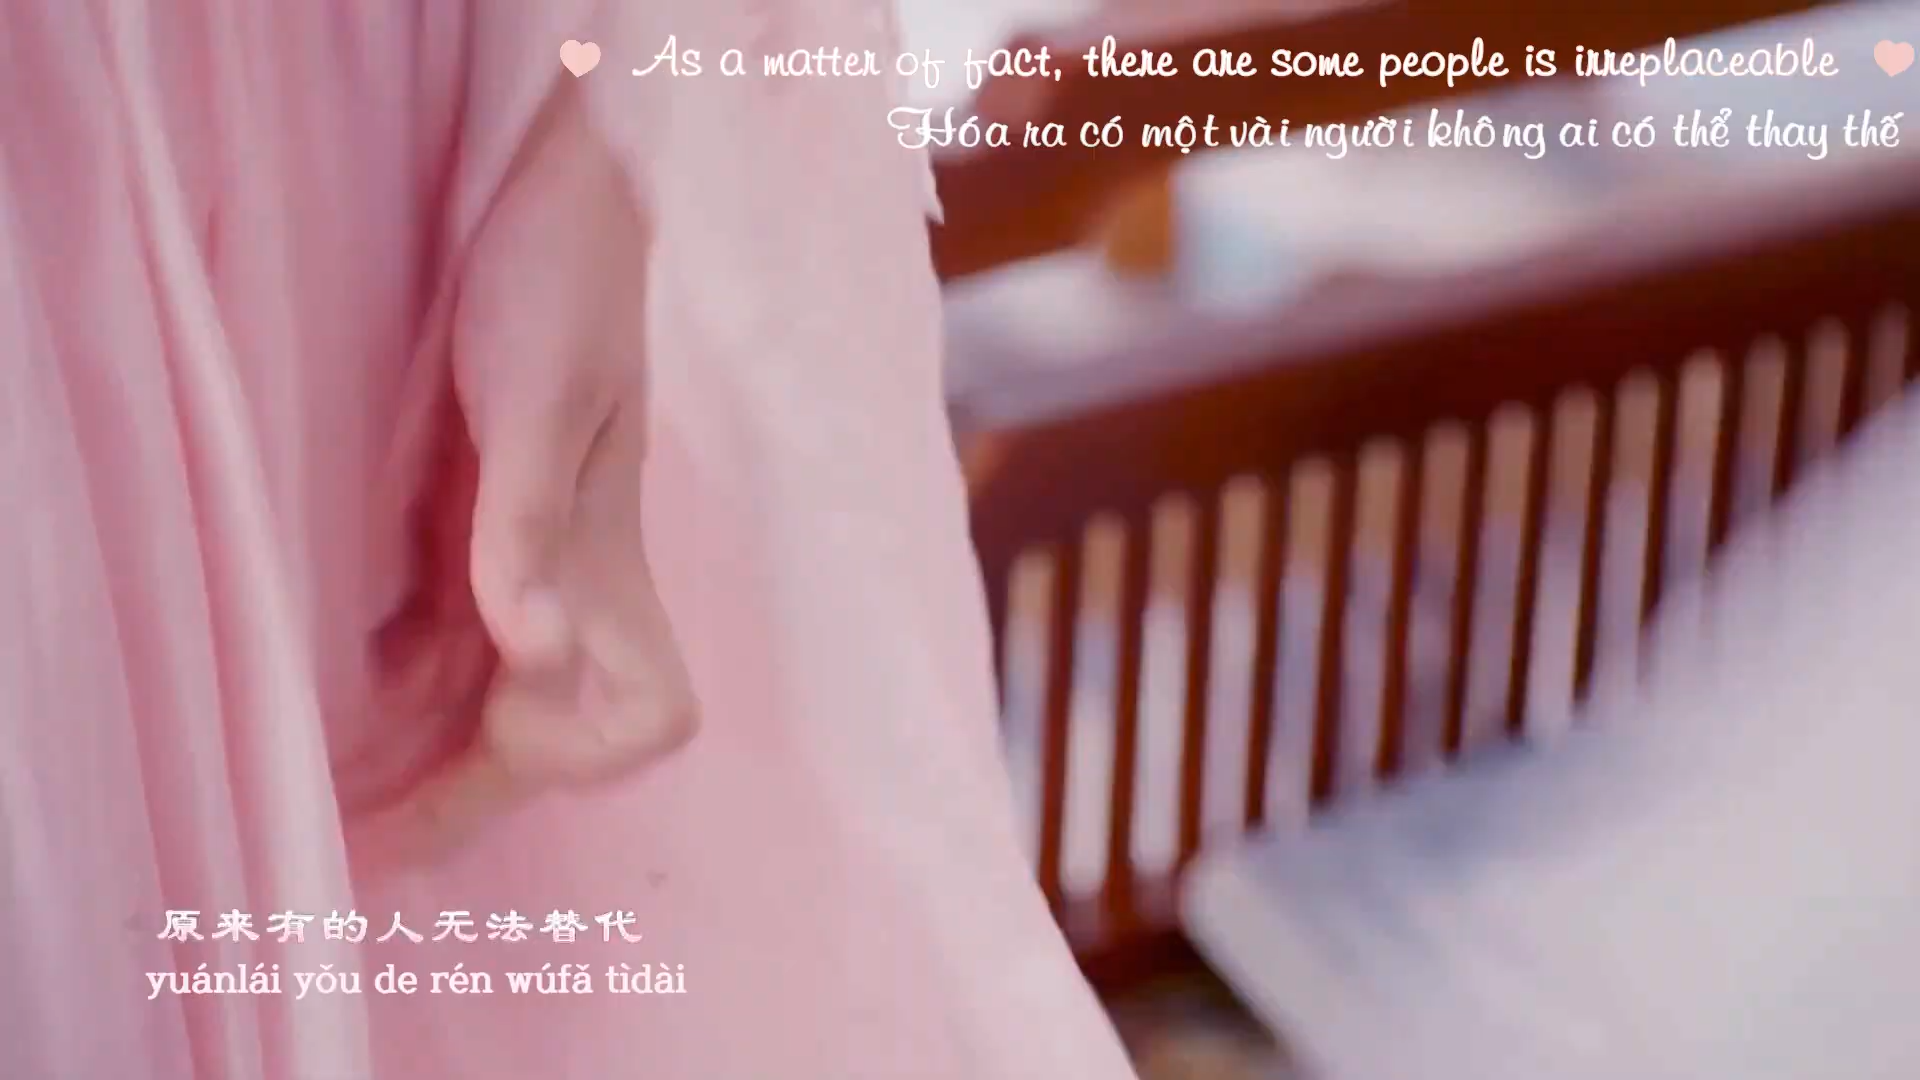 As a matter of fact, there are some people is irreplaceable
Hóa ra có một vài người không ai có thể thay thế
原来有的人无法替代
yuánlái yǒu de rén wúfǎ tìdài